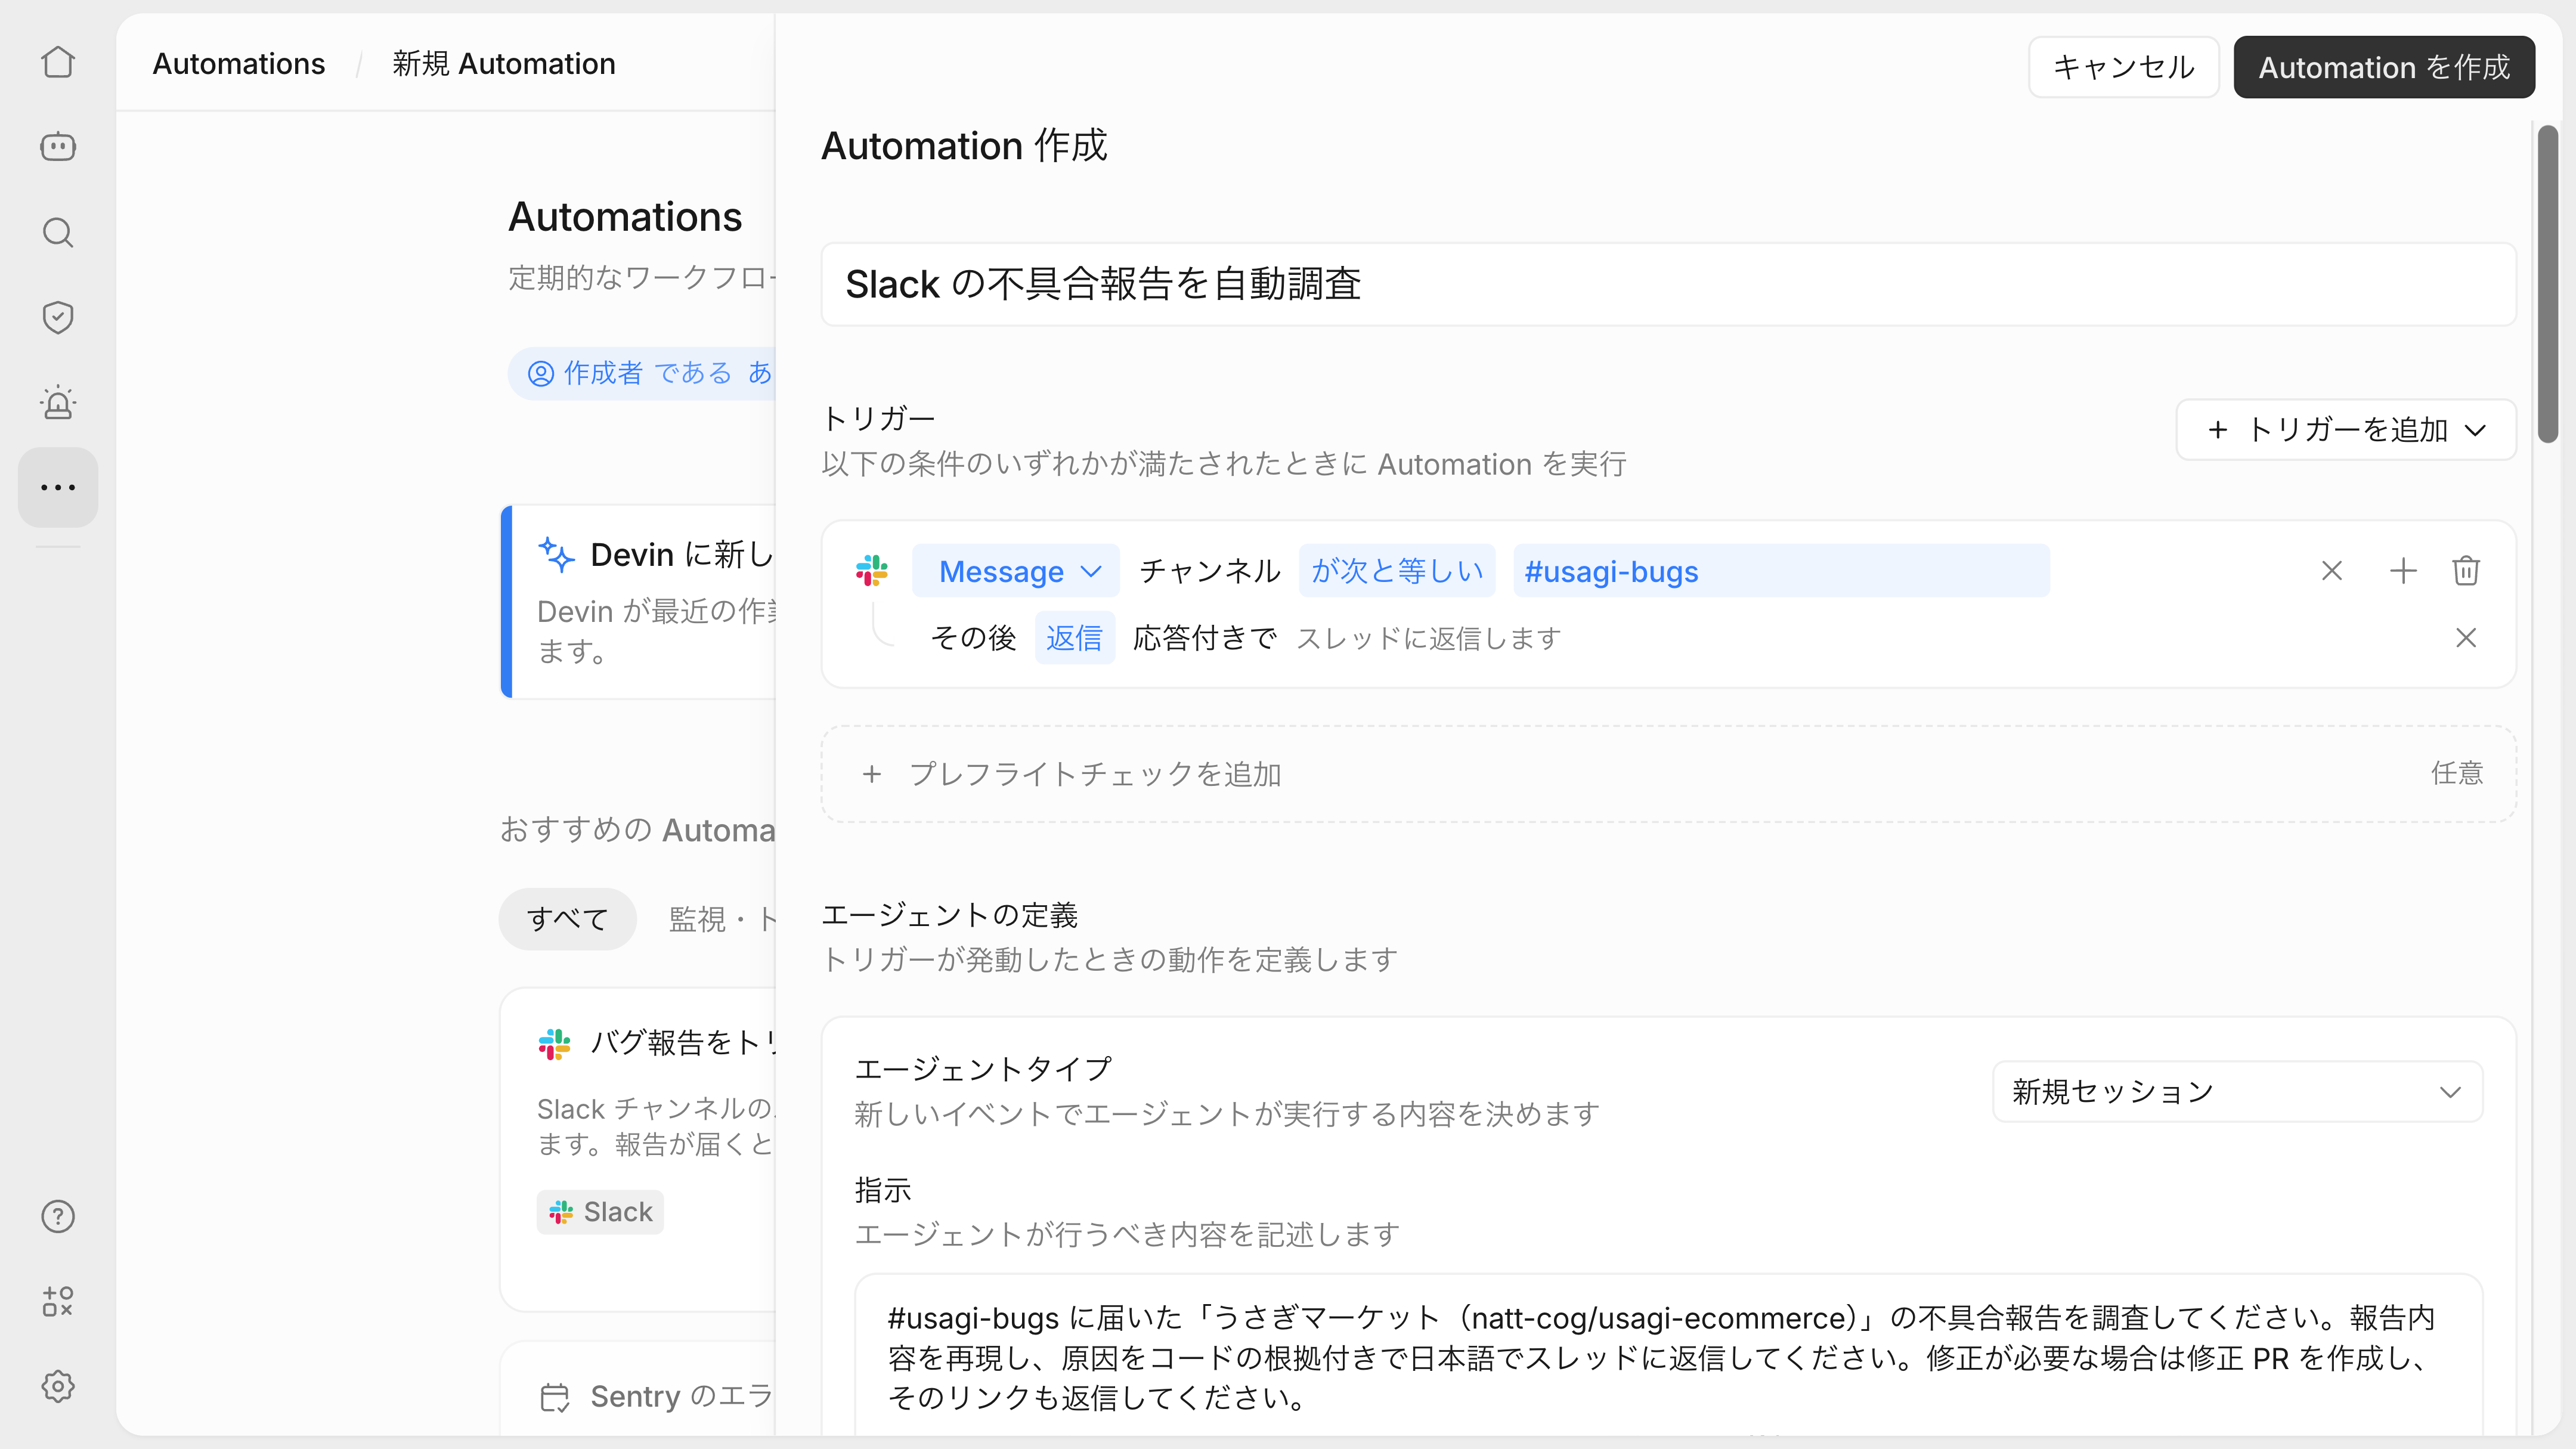 Automations / 新規 Automation
キャンセル
Automation を作成
Automations
定期的なワークフロー
作成者 である あ
Devin に新し
Devin が最近の作業
ます。
おすすめの Automa
すべて
監視・ト
バグ報告をトリ
Slack チャンネルの
ます。報告が届くと
Slack
Sentry のエラ
Automation 作成
Slack の不具合報告を自動調査
トリガー
以下の条件のいずれかが満たされたときに Automation を実行
+ トリガーを追加
Message チャンネル が次と等しい #usagi-bugs
その後 返信 応答付きで スレッドに返信します
+ プレフライトチェックを追加
任意
エージェントの定義
トリガーが発動したときの動作を定義します
エージェントタイプ
新しいイベントでエージェントが実行する内容を決めます
新規セッション
指示
エージェントが行うべき内容を記述します
#usagi-bugs に届いた「うさぎマーケット（natt-cog/usagi-ecommerce）」の不具合報告を調査してください。報告内
容を再現し、原因をコードの根拠付きで日本語でスレッドに返信してください。修正が必要な場合は修正 PR を作成し、
そのリンクも返信してください。